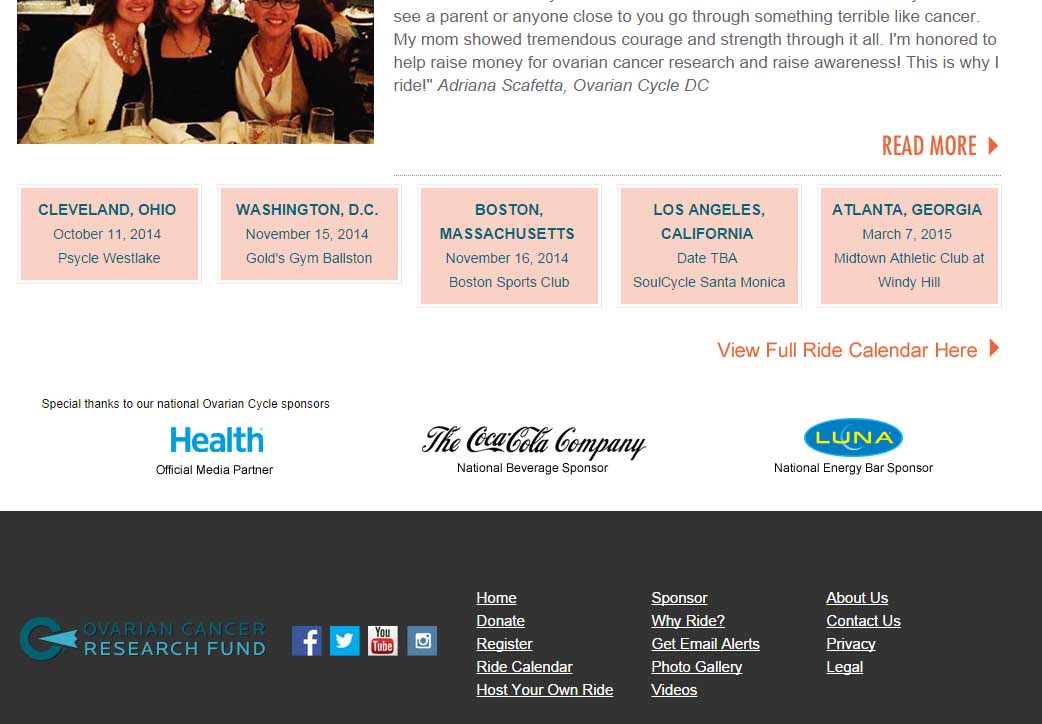 see a parent or anyone close to you go through something terrible like cancer.
My mom showed tremendous courage and strength through it all. I'm honored to
help raise money for ovarian cancer research and raise awareness! This is why I
ride!" Adriana Scafetta, Ovarian Cycle DC
READ MORE
CLEVELAND, OHIO
October 11, 2014
Psycle Westlake
WASHINGTON, D.C.
November 15, 2014
Gold's Gym Ballston
BOSTON,
MASSACHUSETTS
November 16, 2014
Boston Sports Club
LOS ANGELES,
CALIFORNIA
Date TBA
SoulCycle Santa Monica
ATLANTA, GEORGIA
March 7, 2015
Midtown Athletic Club at
Windy Hill
View Full Ride Calendar Here
Special thanks to our national Ovarian Cycle sponsors
Health
Official Media Partner
The Coca-Cola Company
National Beverage Sponsor
LUNA
National Energy Bar Sponsor
OVARIAN CANCER
RESEARCH FUND
You
Tube
Home
Donate
Register
Ride Calendar
Host Your Own Ride
Sponsor
Why Ride?
Get Email Alerts
Photo Gallery
Videos
About Us
Contact Us
Privacy
Legal